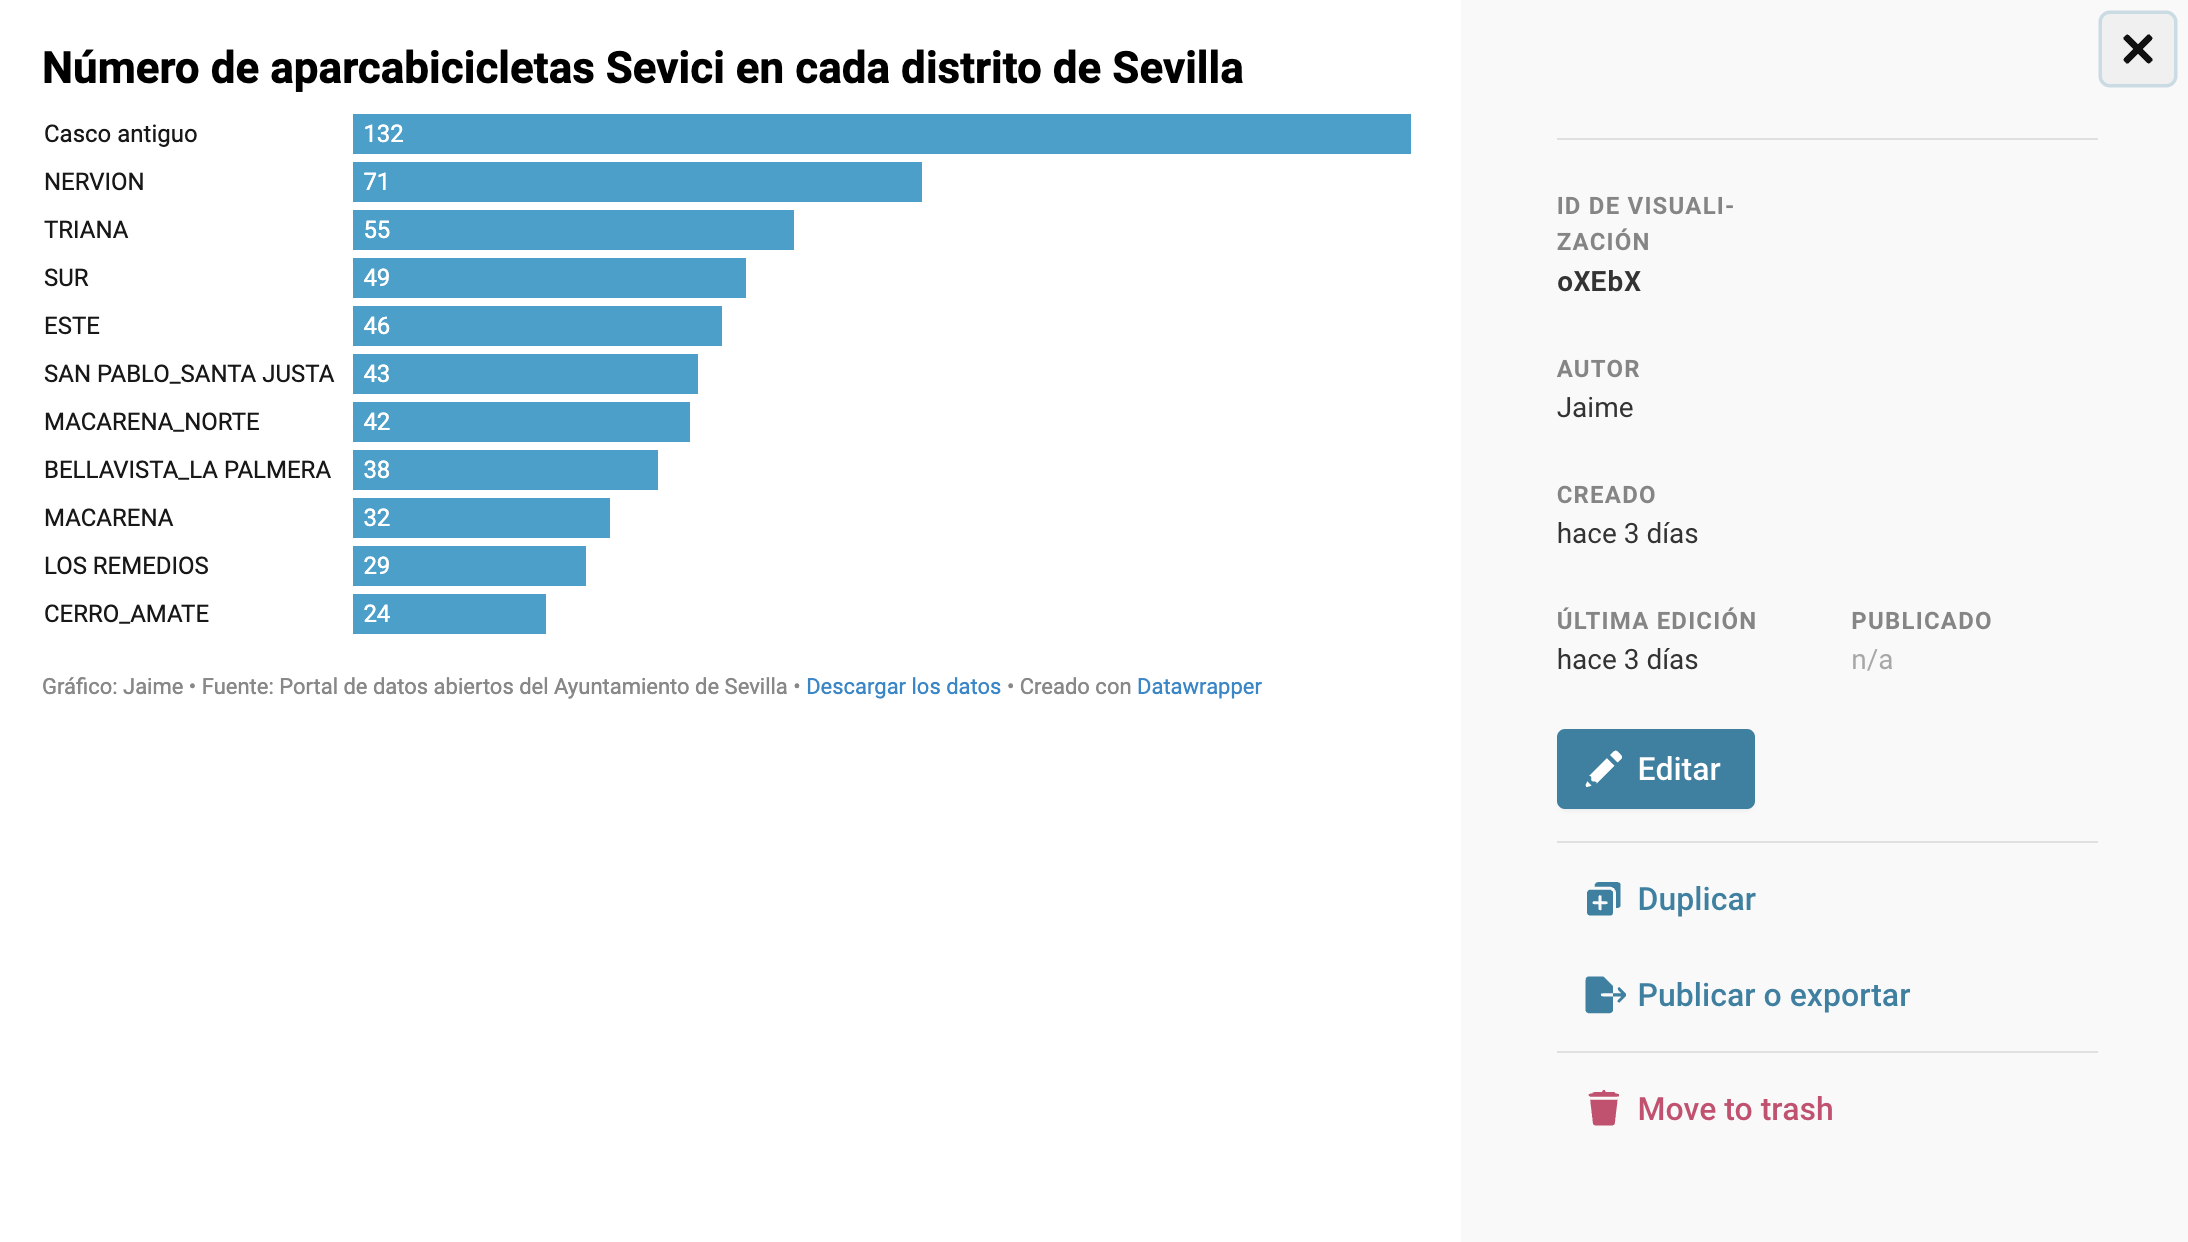 Número de aparcabicicletas Sevici en cada distrito de Sevilla
Casco antiguo 132
NERVION 71
TRIANA 55
SUR 49
ESTE 46
SAN PABLO_SANTA JUSTA 43
MACARENA_NORTE 42
BELLAVISTA_LA PALMERA 38
MACARENA 32
LOS REMEDIOS 29
CERRO_AMATE 24
Gráfico: Jaime • Fuente: Portal de datos abiertos del Ayuntamiento de Sevilla • Descargar los datos • Creado con Datawrapper
ID DE VISUALI-
ZACIÓN
oXEbX
AUTOR
Jaime
CREADO
hace 3 días
ÚLTIMA EDICIÓN PUBLICADO
hace 3 días n/a
Editar
Duplicar
Publicar o exportar
Move to trash